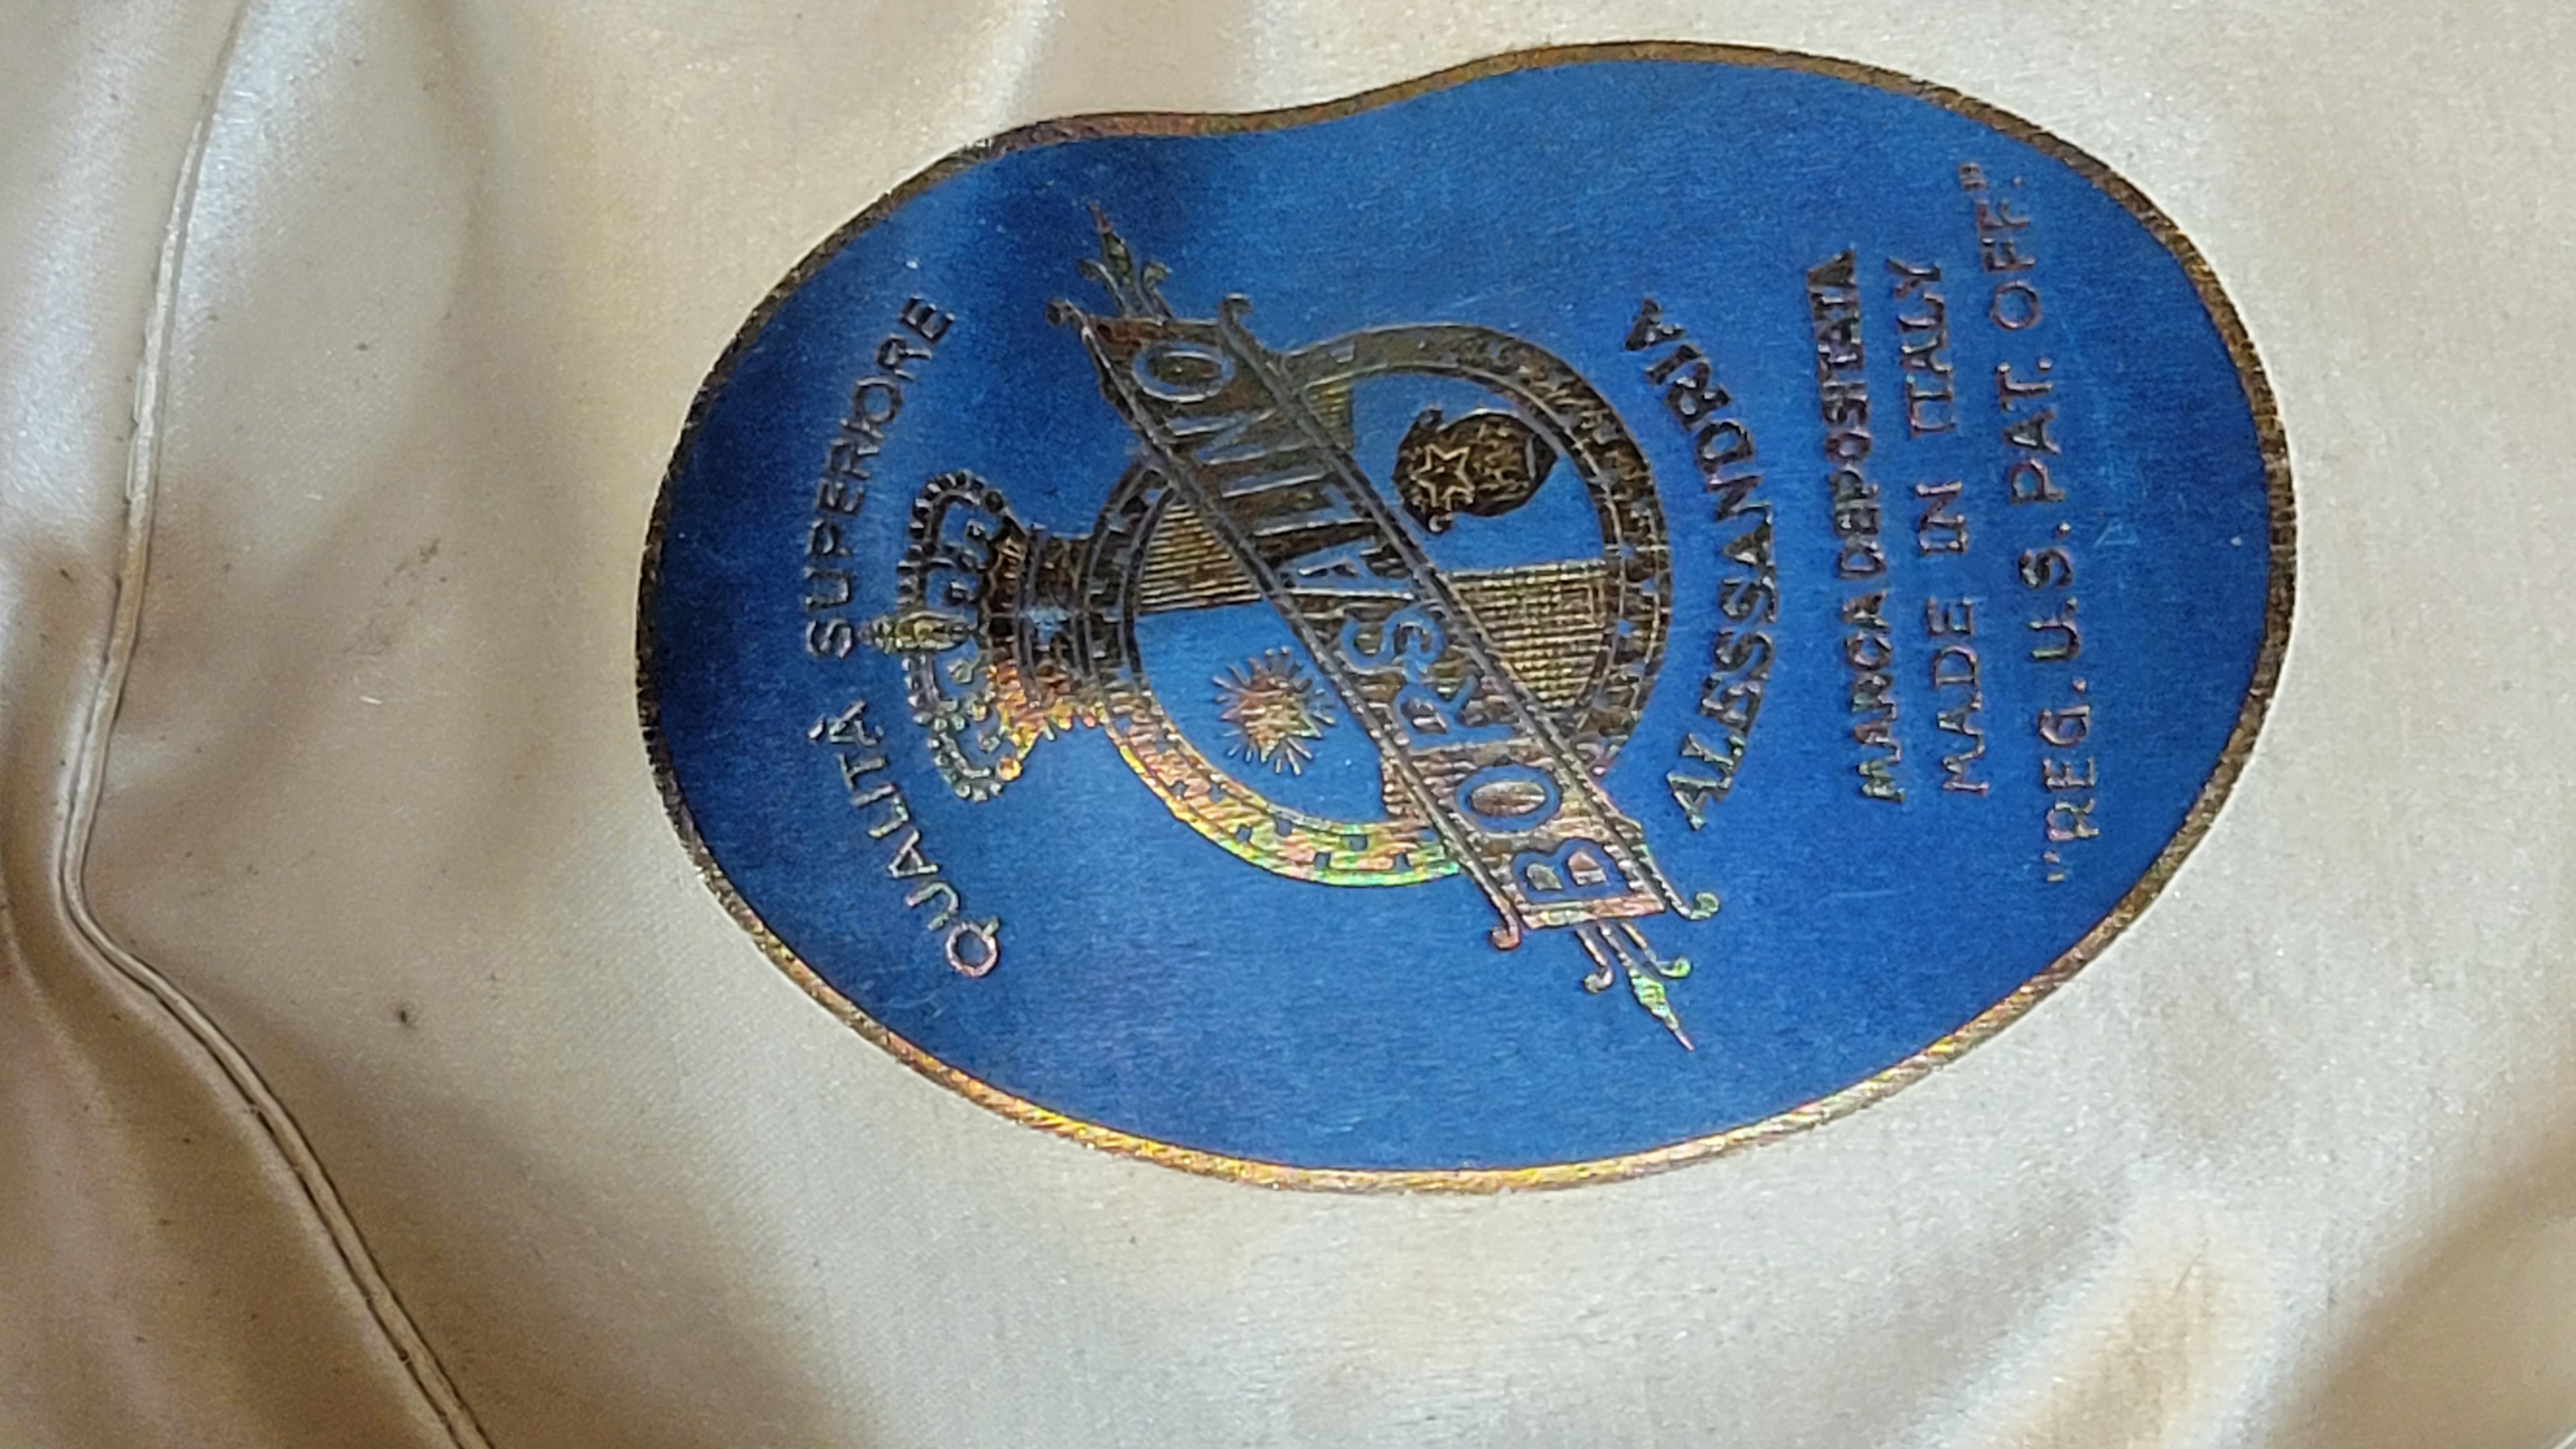 QUALITÀ SUPERIORE
BORSALINO
ALESSANDRIA
MARCA DEPOSITATA
MADE IN ITALY
"REG. U.S. PAT. OFF."